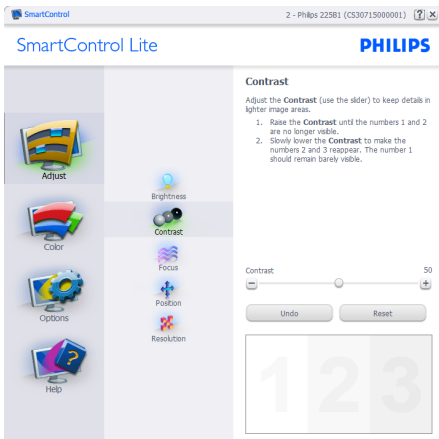 SmartControl
2 - Philips 225B1 (CS30715000001)
?
SmartControl Lite
PHILIPS
Adjust
Color
Options
Help
Brightness
Contrast
Focus
Position
Resolution
Contrast
Adjust the Contrast (use the slider) to keep details in
lighter image areas.
1. Raise the Contrast until the numbers 1 and 2
are no longer visible.
2. Slowly lower the Contrast to make the
numbers 2 and 3 reappear. The number 1
should remain barely visible.
Contrast 50
Undo Reset
1 2 3